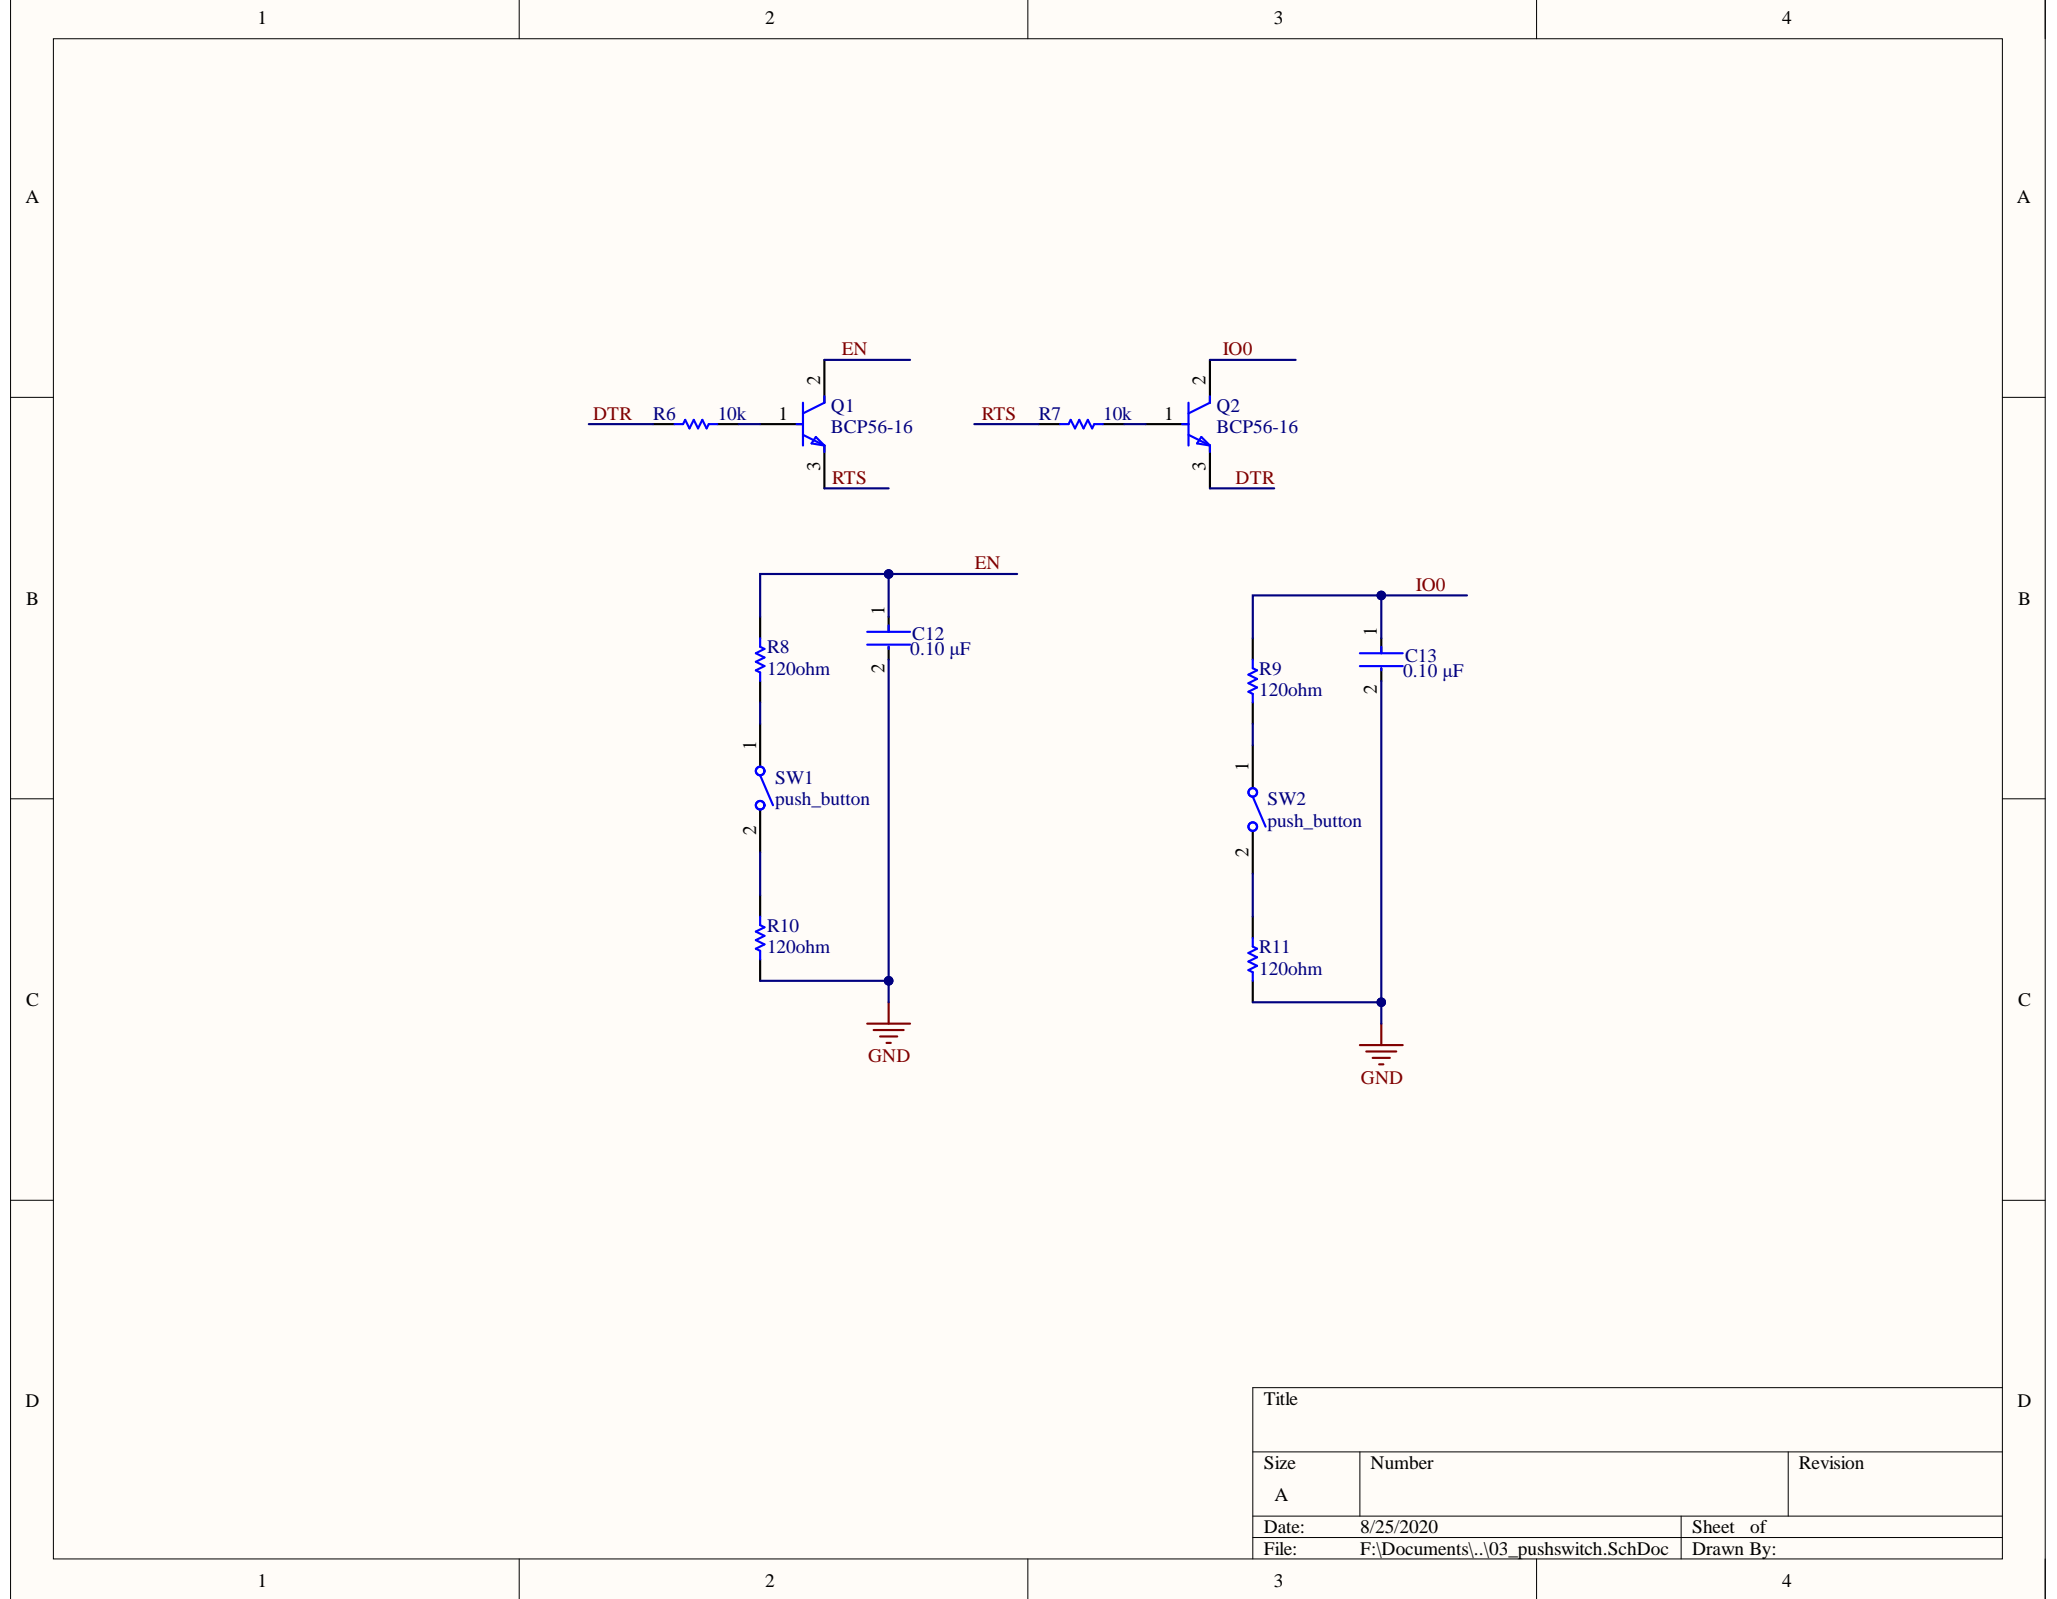 1 2 3 4
A A
EN IO0
2 2
DTR R6 10k 1 Q1 RTS R7 10k 1 Q2
BCP56-16 BCP56-16
3 3
RTS DTR
EN
IO0
B B
1 1
C12
0.10 µF
R8
120ohm
2
C13
0.10 µF
R9
120ohm
2
1
SW1
push_button
2
1
SW2
push_button
2
R10
120ohm
R11
120ohm
C C
GND
GND
D D
Title
Size Number Revision
A
Date: 8/25/2020 Sheet of
File: F:\Documents\..\03_pushswitch.SchDoc Drawn By:
1 2 3 4